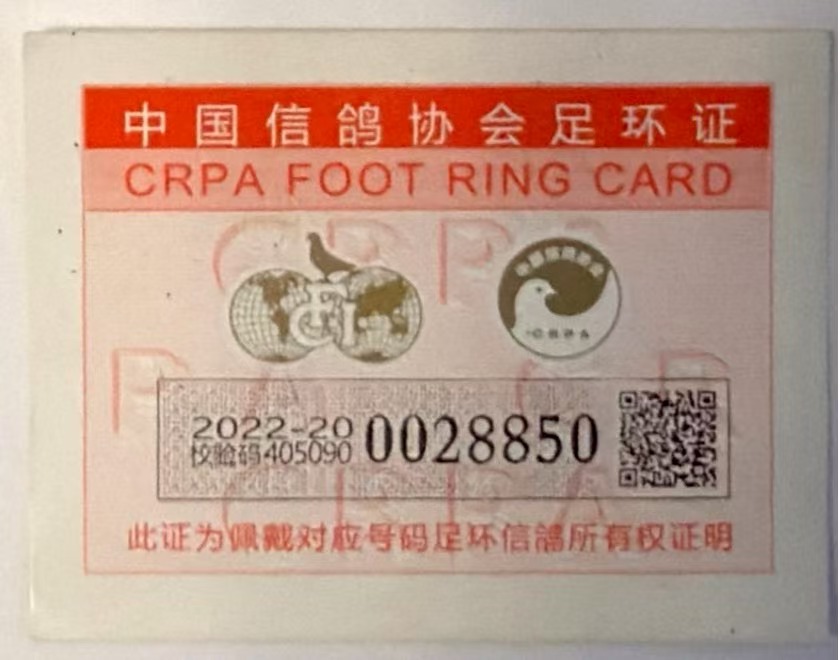 中国信鸽协会足环证
CRPA FOOT RING CARD
FCI
2022-20 0028850
校验码405090
此证为佩戴对应号码足环信鸽所有权证明